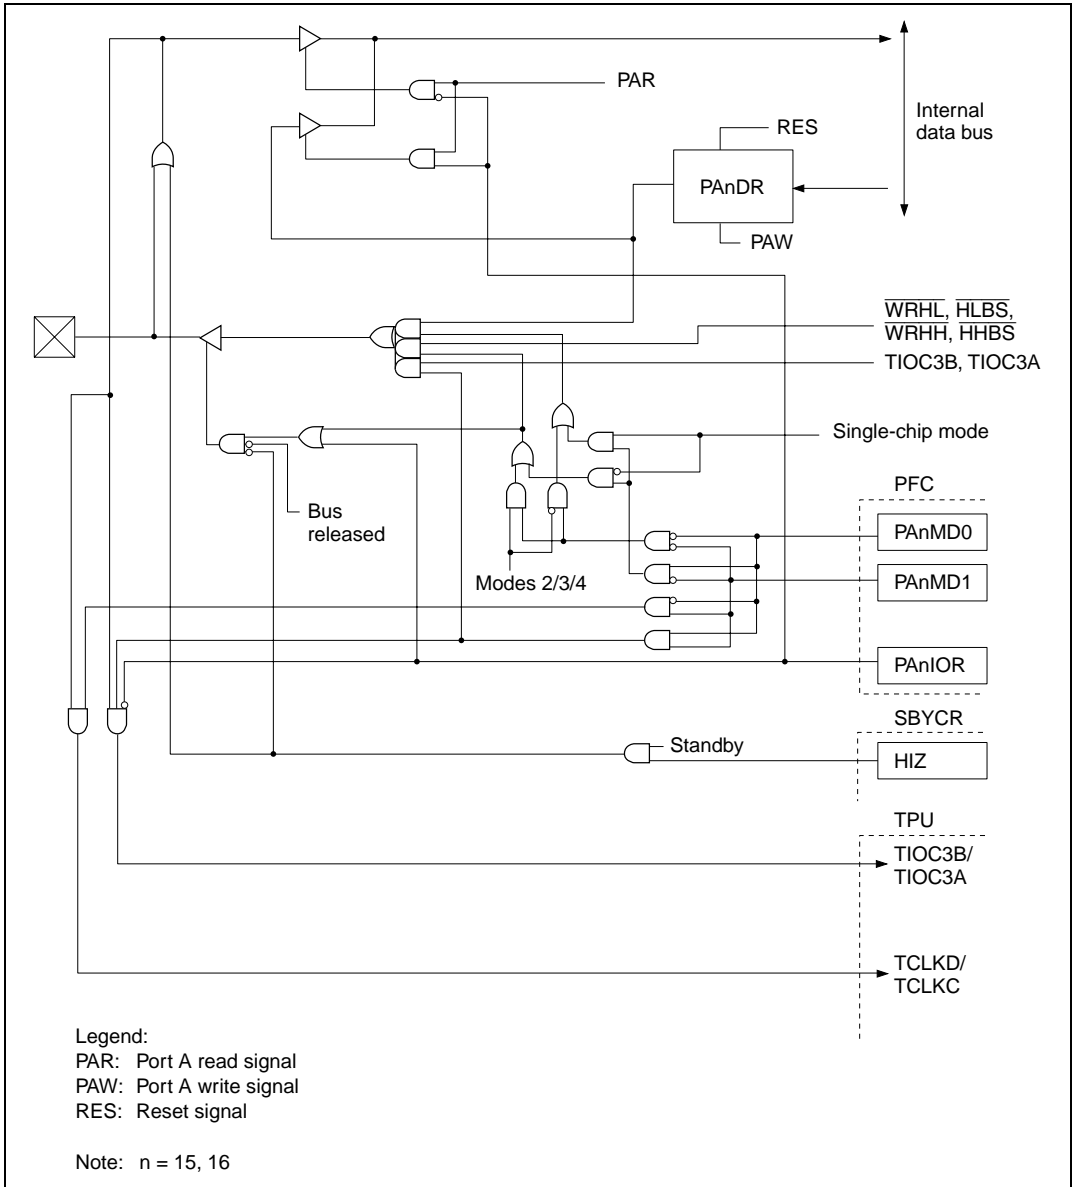 PAR
Internal
data bus
RES
PAnDR
PAW
WRHL, HLBS,
WRHH, HHBS
TIOC3B, TIOC3A
Single-chip mode
PFC
Bus
released
PAnMD0
Modes 2/3/4
PAnMD1
PAnIOR
SBYCR
Standby
HIZ
TPU
TIOC3B/
TIOC3A
TCLKD/
TCLKC
Legend:
PAR: Port A read signal
PAW: Port A write signal
RES: Reset signal
Note: n = 15, 16